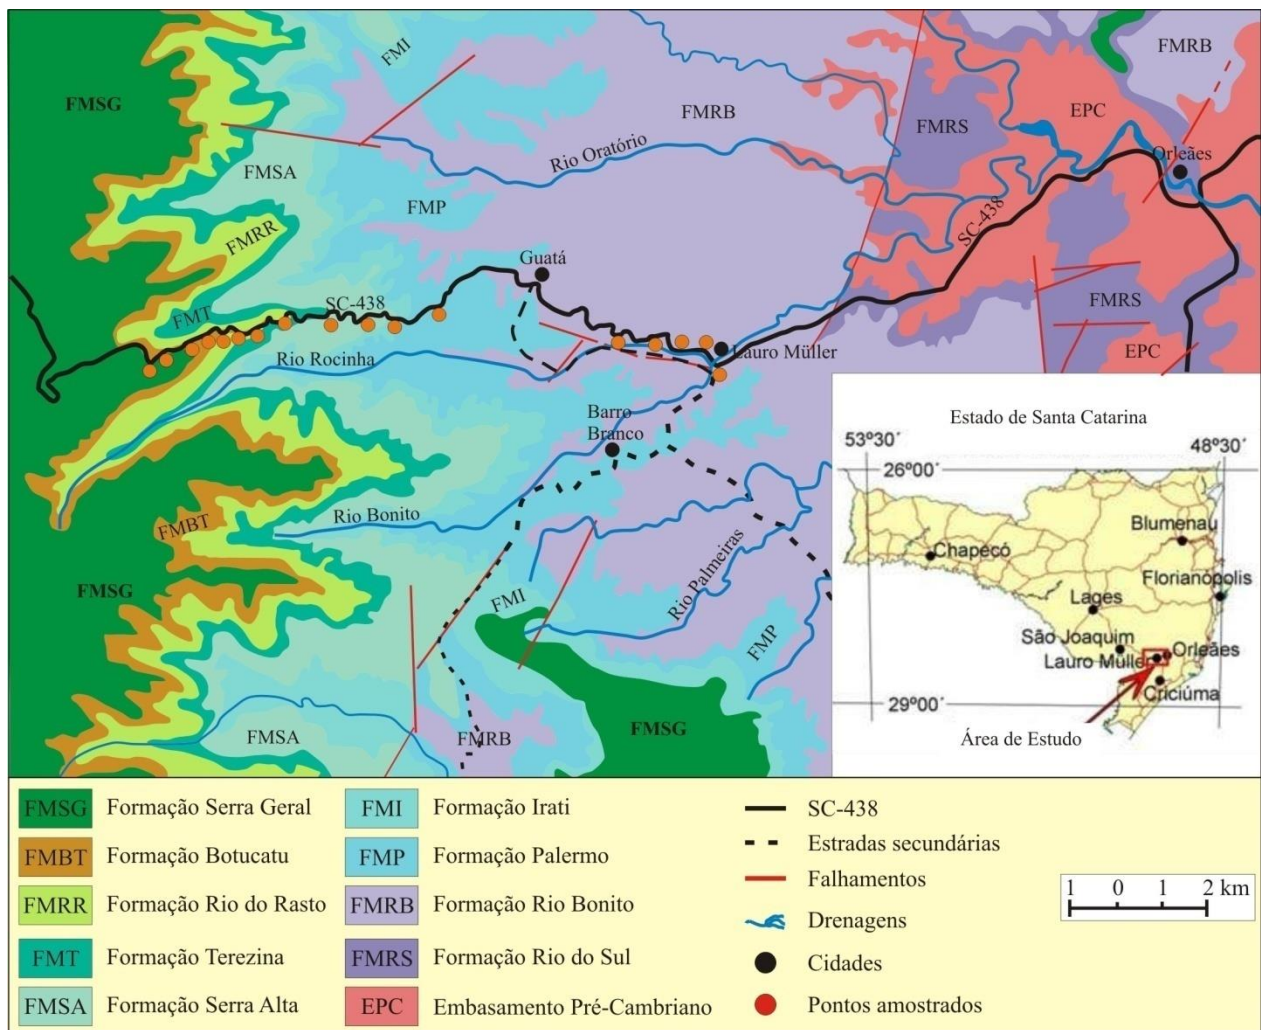 FMI
FMRB
FMSG
EPC
FMRS
Orleães
Rio Oratório
FMSA
FMP
SC-438
FMRR
Guatá
SC-438
FMRS
FMT
Rio Rocinha
Lauro Müller
EPC
Barro
Branco
Rio Bonito
FMBT
Rio Palmeiras
FMSG
FMI
FMP
FMSA
FMRB
FMSG
Estado de Santa Catarina
53º30´
48º30´
26º00´
Blumenau
Chapecó
Florianópolis
Lages
São Joaquim
Orleães
Lauro Müller
Criciúma
29º00´
Área de Estudo
FMSG Formação Serra Geral
FMBT Formação Botucatu
FMRR Formação Rio do Rasto
FMT Formação Terezina
FMSA Formação Serra Alta
FMI Formação Irati
FMP Formação Palermo
FMRB Formação Rio Bonito
FMRS Formação Rio do Sul
EPC Embasamento Pré-Cambriano
SC-438
Estradas secundárias
Falhamentos
Drenagens
Cidades
Pontos amostrados
1 0 1 2 km